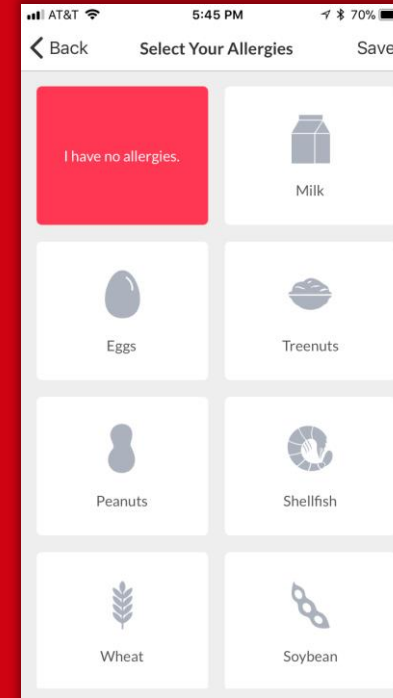 AT&T 5:45 PM 70%
Back Select Your Allergies Save
I have no allergies. Milk
Eggs Treenuts
Peanuts Shellfish
Wheat Soybean